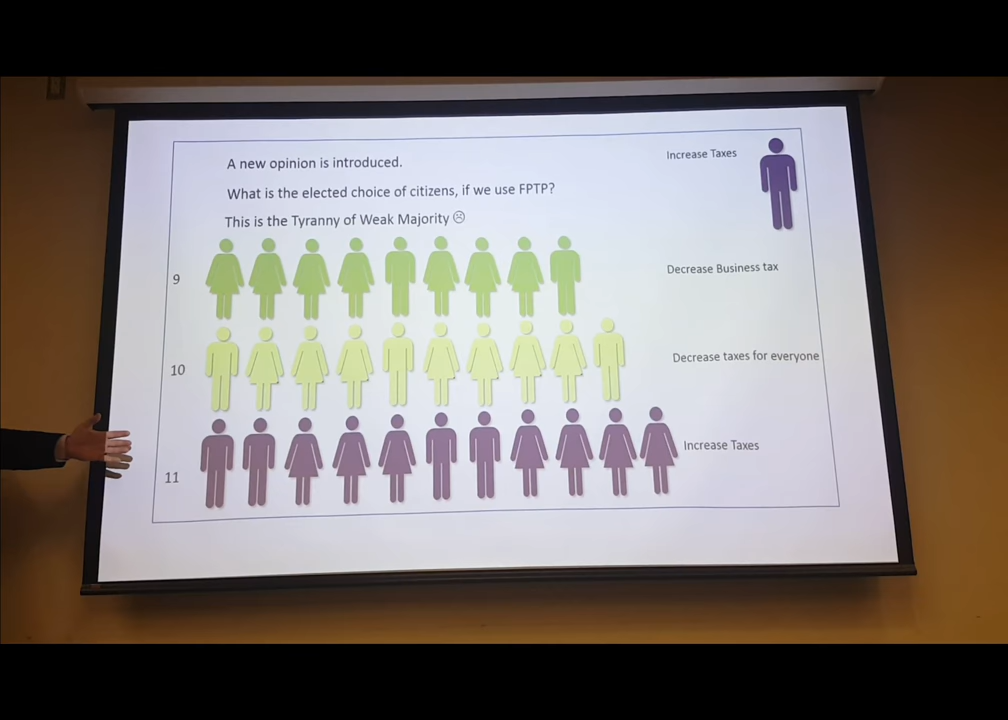 A new opinion is introduced.
What is the elected choice of citizens, if we use FPTP?
This is the Tyranny of Weak Majority ☹
Increase Taxes
9
Decrease Business tax
10
Decrease taxes for everyone
11
Increase Taxes